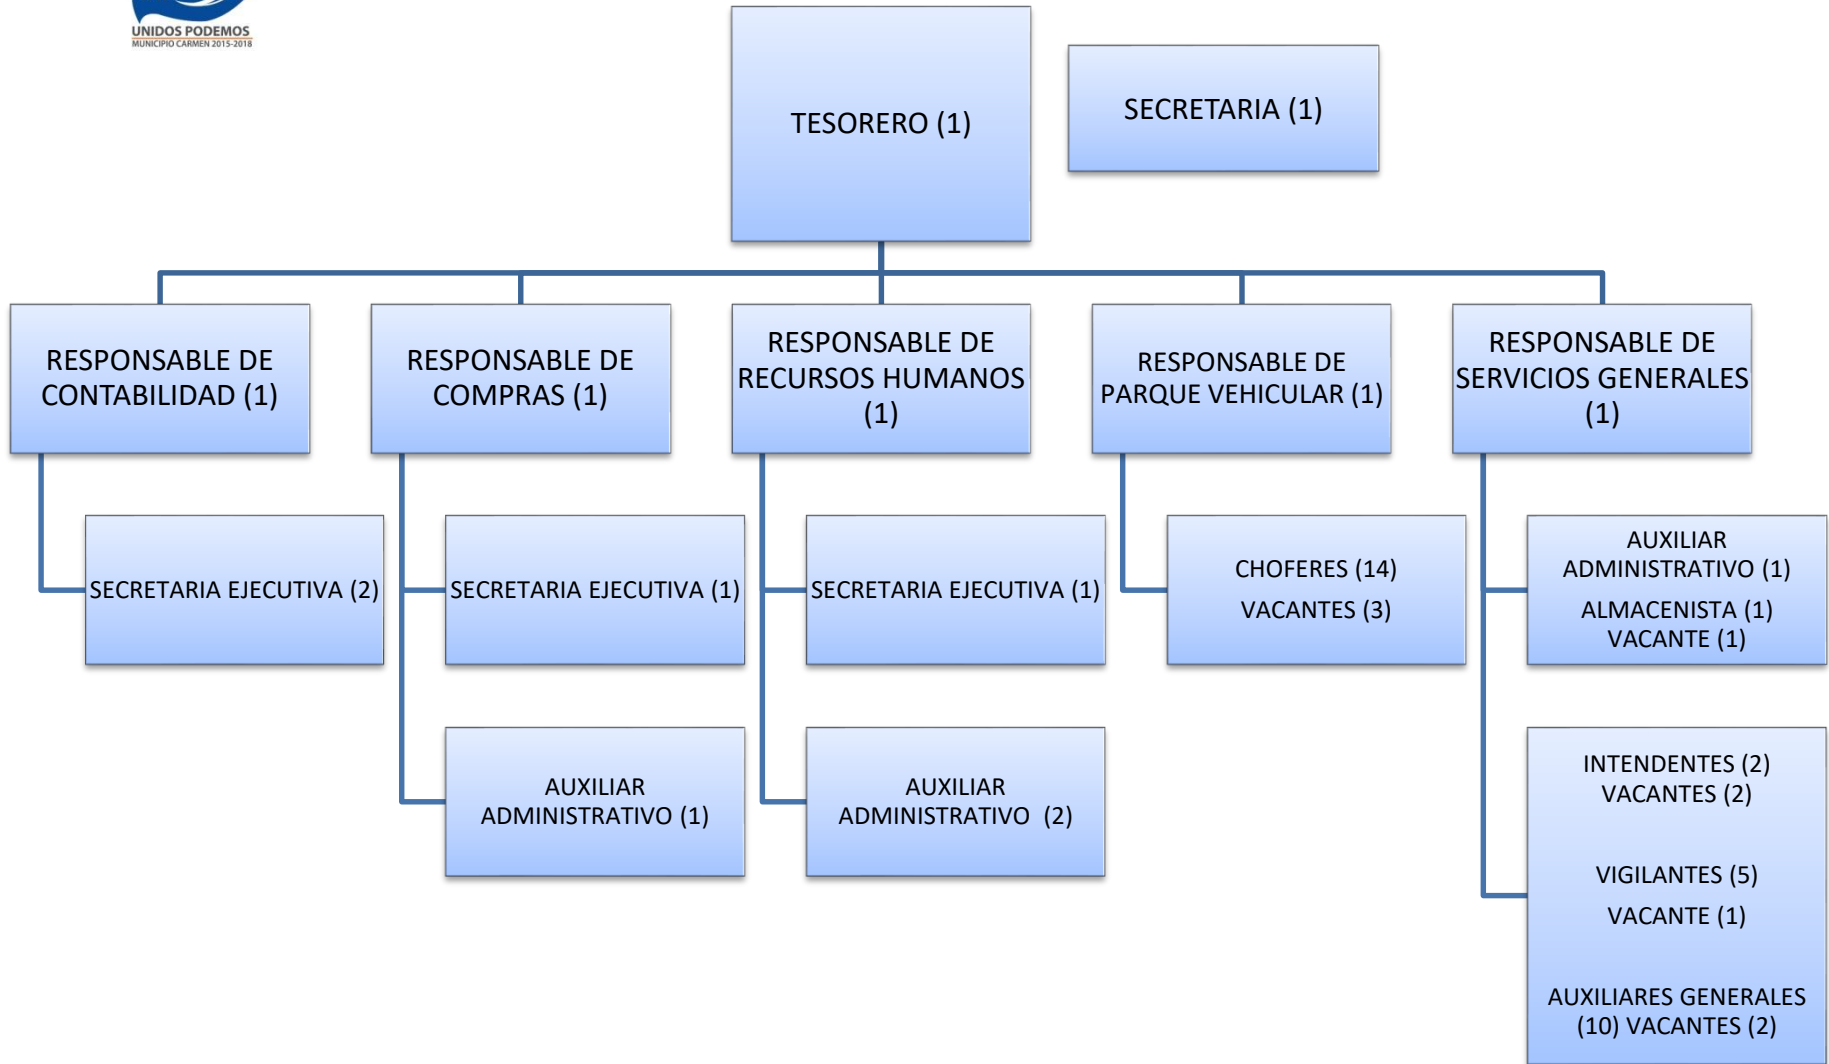 UNIDOS PODEMOS
MUNICIPIO CARMEN 2015-2018
TESORERO (1)
SECRETARIA (1)
RESPONSABLE DE
CONTABILIDAD (1)
RESPONSABLE DE
COMPRAS (1)
RESPONSABLE DE
RECURSOS HUMANOS
(1)
RESPONSABLE DE
PARQUE VEHICULAR (1)
RESPONSABLE DE
SERVICIOS GENERALES
(1)
SECRETARIA EJECUTIVA (2)
SECRETARIA EJECUTIVA (1)
SECRETARIA EJECUTIVA (1)
CHOFERES (14)
VACANTES (3)
AUXILIAR
ADMINISTRATIVO (1)
ALMACENISTA (1)
VACANTE (1)
AUXILIAR
ADMINISTRATIVO (1)
AUXILIAR
ADMINISTRATIVO (2)
INTENDENTES (2)
VACANTES (2)
VIGILANTES (5)
VACANTE (1)
AUXILIARES GENERALES
(10) VACANTES (2)